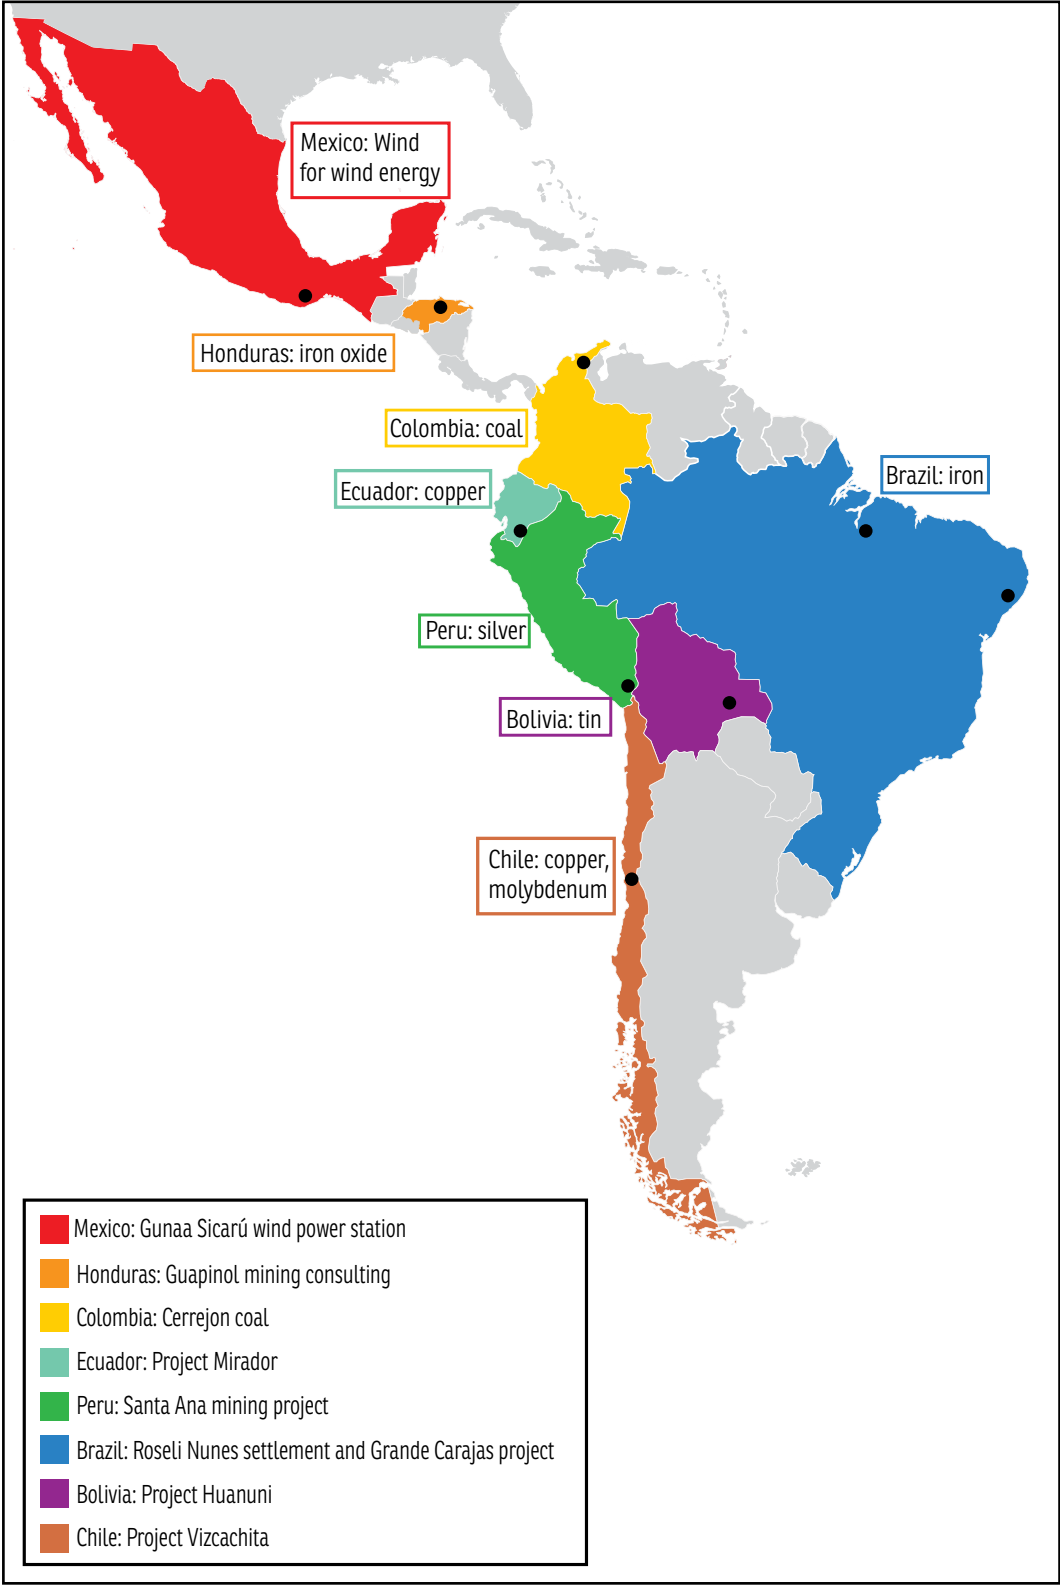 Mexico: Wind
for wind energy
Honduras: iron oxide
Colombia: coal
Ecuador: copper
Brazil: iron
Peru: silver
Bolivia: tin
Chile: copper,
molybdenum
Mexico: Gunaa Sicarú wind power station
Honduras: Guapinol mining consulting
Colombia: Cerrejon coal
Ecuador: Project Mirador
Peru: Santa Ana mining project
Brazil: Roseli Nunes settlement and Grande Carajas project
Bolivia: Project Huanuni
Chile: Project Vizcachita